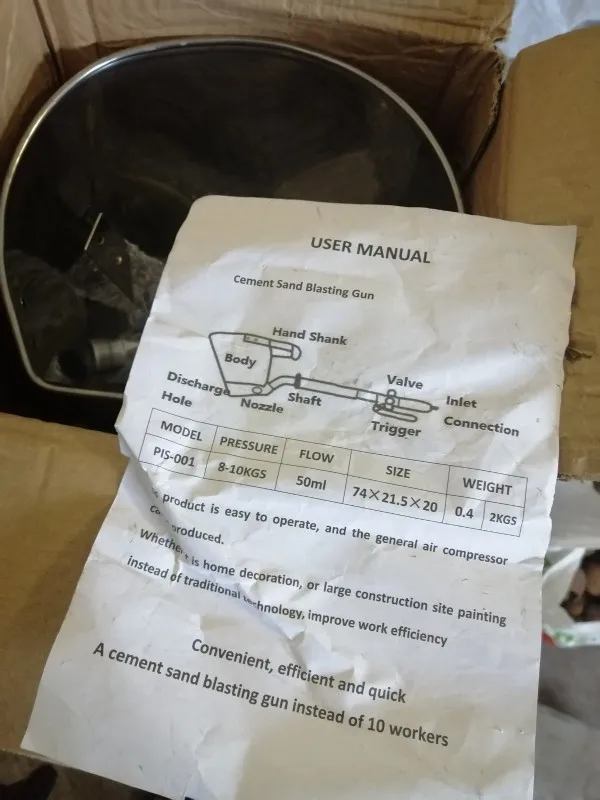 USER MANUAL
Cement Sand Blasting Gun
Hand Shank
Body
Valve
Discharge Hole
Nozzle
Shaft
Inlet Connection
Trigger
MODEL PRESSURE FLOW SIZE WEIGHT
PIS-001 8-10KGS 50ml 74×21.5×20 0.4 2KGS
product is easy to operate, and the general air compressor
produced.
Whether is home decoration, or large construction site painting
instead of traditional technology, improve work efficiency
Convenient, efficient and quick
A cement sand blasting gun instead of 10 workers